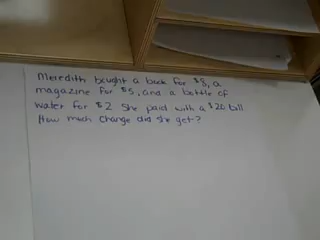 Meredith bought a book for $8, a
magazine for $5, and a bottle of
water for $2 She paid with a $20 bill.
How much change did she get?